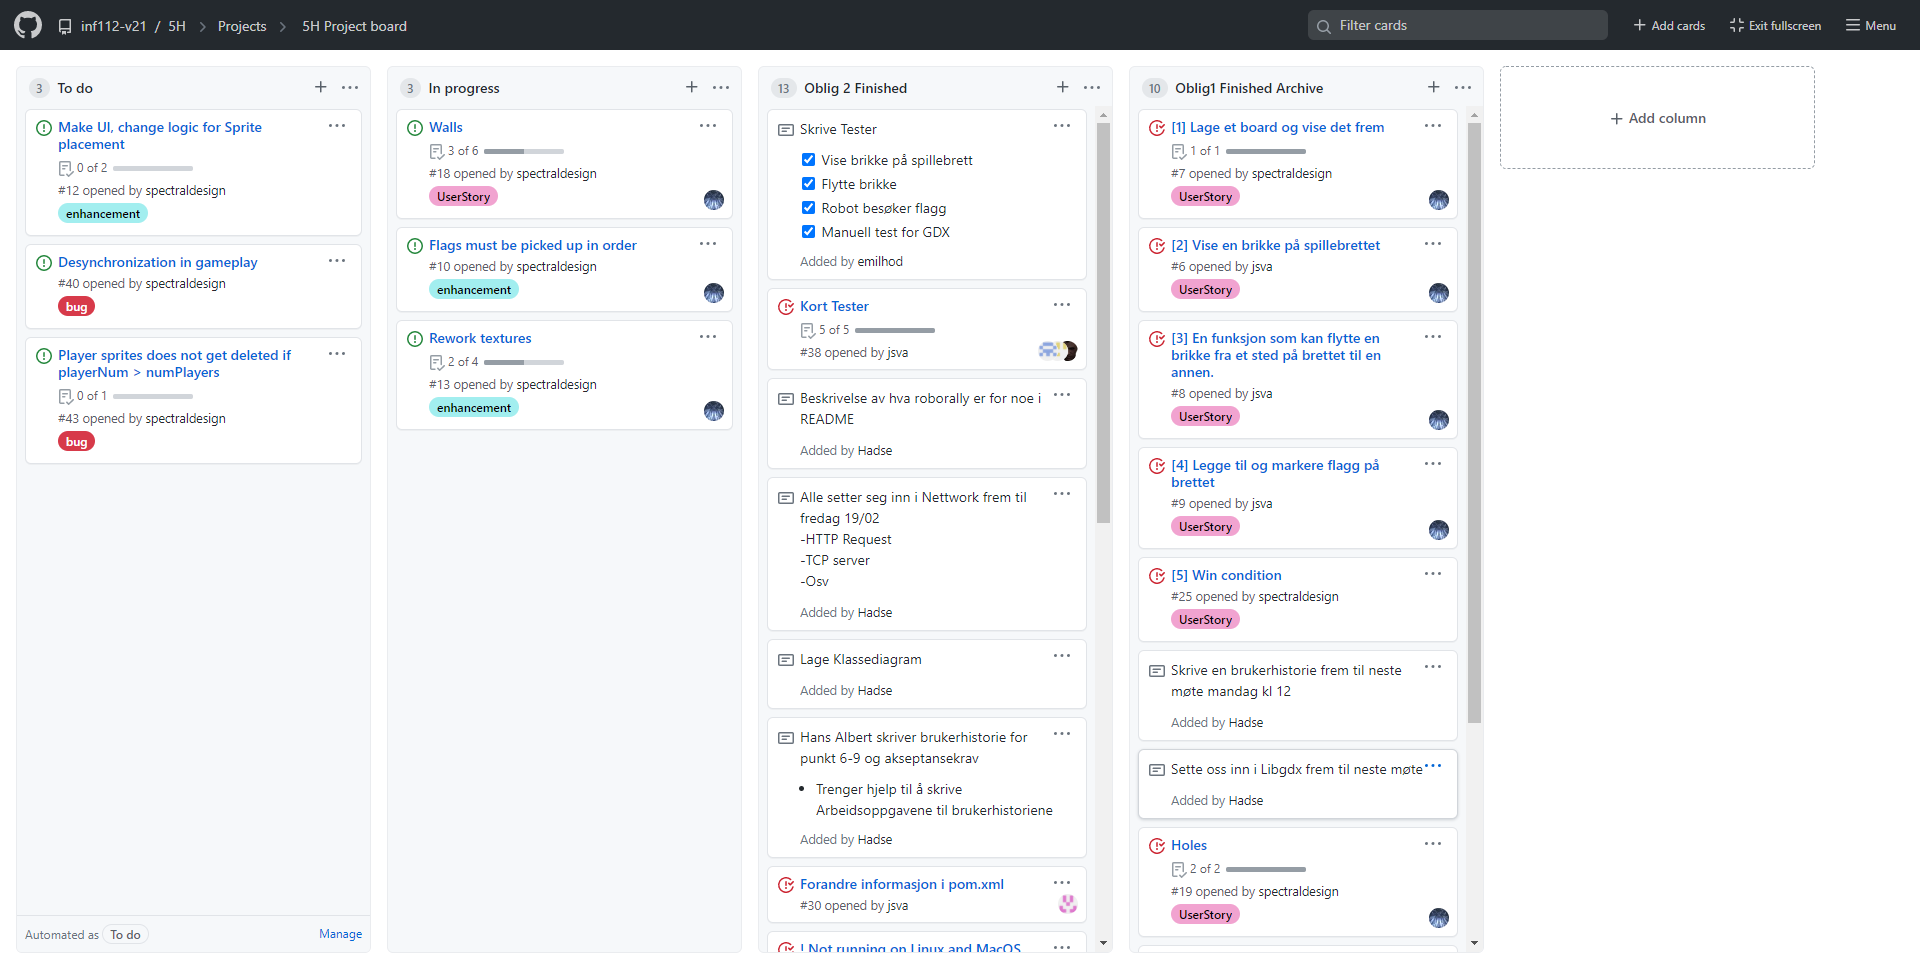 inf112-v21 / 5H > Projects > 5H Project board
Filter cards
+ Add cards
Exit fullscreen
Menu
3 To do
Make UI, change logic for Sprite
placement
0 of 2
#12 opened by spectraldesign
enhancement
Desynchronization in gameplay
#40 opened by spectraldesign
bug
Player sprites does not get deleted if
playerNum > numPlayers
0 of 1
#43 opened by spectraldesign
bug
Automated as To do
Manage
3 In progress
Walls
3 of 6
#18 opened by spectraldesign
UserStory
Flags must be picked up in order
#10 opened by spectraldesign
enhancement
Rework textures
2 of 4
#13 opened by spectraldesign
enhancement
13 Oblig 2 Finished
Skrive Tester
Vise brikke på spillebrett
Flytte brikke
Robot besøker flagg
Manuell test for GDX
Added by emilhod
Kort Tester
5 of 5
#38 opened by jsva
Beskrivelse av hva roborally er for noe i
README
Added by Hadse
Alle setter seg inn i Nettwork frem til
fredag 19/02
-HTTP Request
-TCP server
-Osv
Added by Hadse
Lage Klassediagram
Added by Hadse
Hans Albert skriver brukerhistorie for
punkt 6-9 og akseptansekrav
• Trenger hjelp til å skrive
Arbeidsoppgavene til brukerhistoriene
Added by Hadse
Forandre informasjon i pom.xml
#30 opened by jsva
! Not running on Linux and MacOS
10 Oblig1 Finished Archive
[1] Lage et board og vise det frem
1 of 1
#7 opened by spectraldesign
UserStory
[2] Vise en brikke på spillebrettet
#6 opened by jsva
UserStory
[3] En funksjon som kan flytte en
brikke fra et sted på brettet til en
annen.
#8 opened by jsva
UserStory
[4] Legge til og markere flagg på
brettet
#9 opened by jsva
UserStory
[5] Win condition
#25 opened by spectraldesign
UserStory
Skrive en brukerhistorie frem til neste
møte mandag kl 12
Added by Hadse
Sette oss inn i Libgdx frem til neste møte
Added by Hadse
Holes
2 of 2
#19 opened by spectraldesign
UserStory
+ Add column